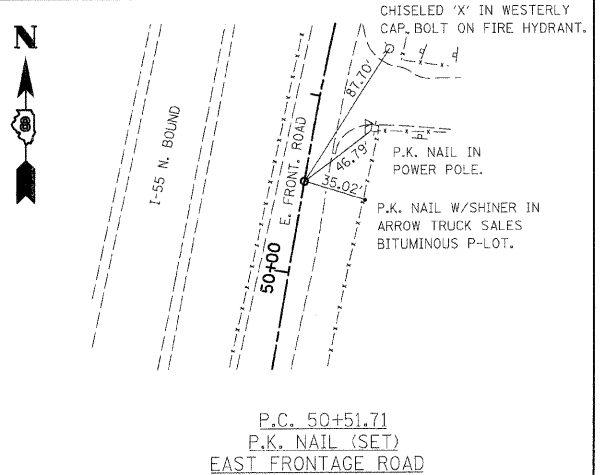 CHISELED 'X' IN WESTERLY
CAP. BOLT ON FIRE HYDRANT.
N
87.70'
I-55 N. BOUND
E. FRONT. ROAD
46.79'
P.K. NAIL IN
POWER POLE.
35.02'
P.K. NAIL W/SHINER IN
ARROW TRUCK SALES
BITUMINOUS P-LOT.
50+00
P.C. 50+51.71
P.K. NAIL (SET)
EAST FRONTAGE ROAD